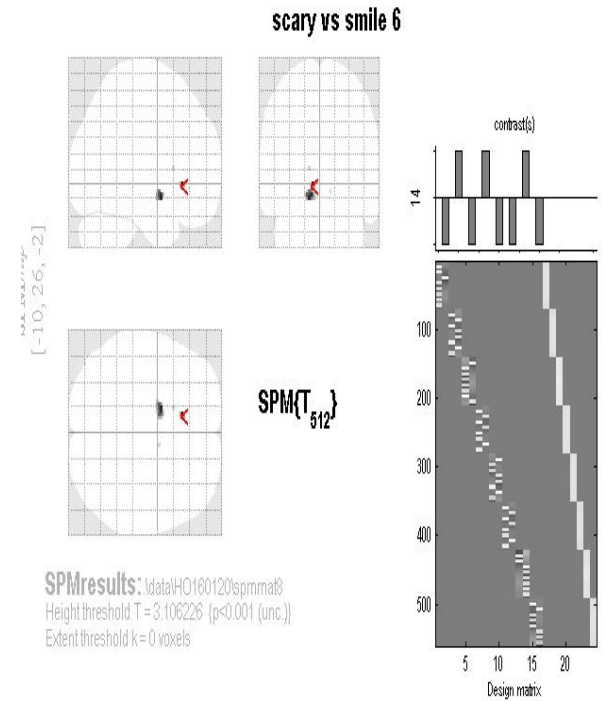 scary vs smile 6
contrast(s)
14
[-10, 26, -2]
SPM{T512}
100
200
300
400
500
5 10 15 20
Design matrix
SPMresults: .\data\HO160120\spmmat8
Height threshold T = 3.106226 {p<0.001 (unc.)}
Extent threshold k = 0 voxels